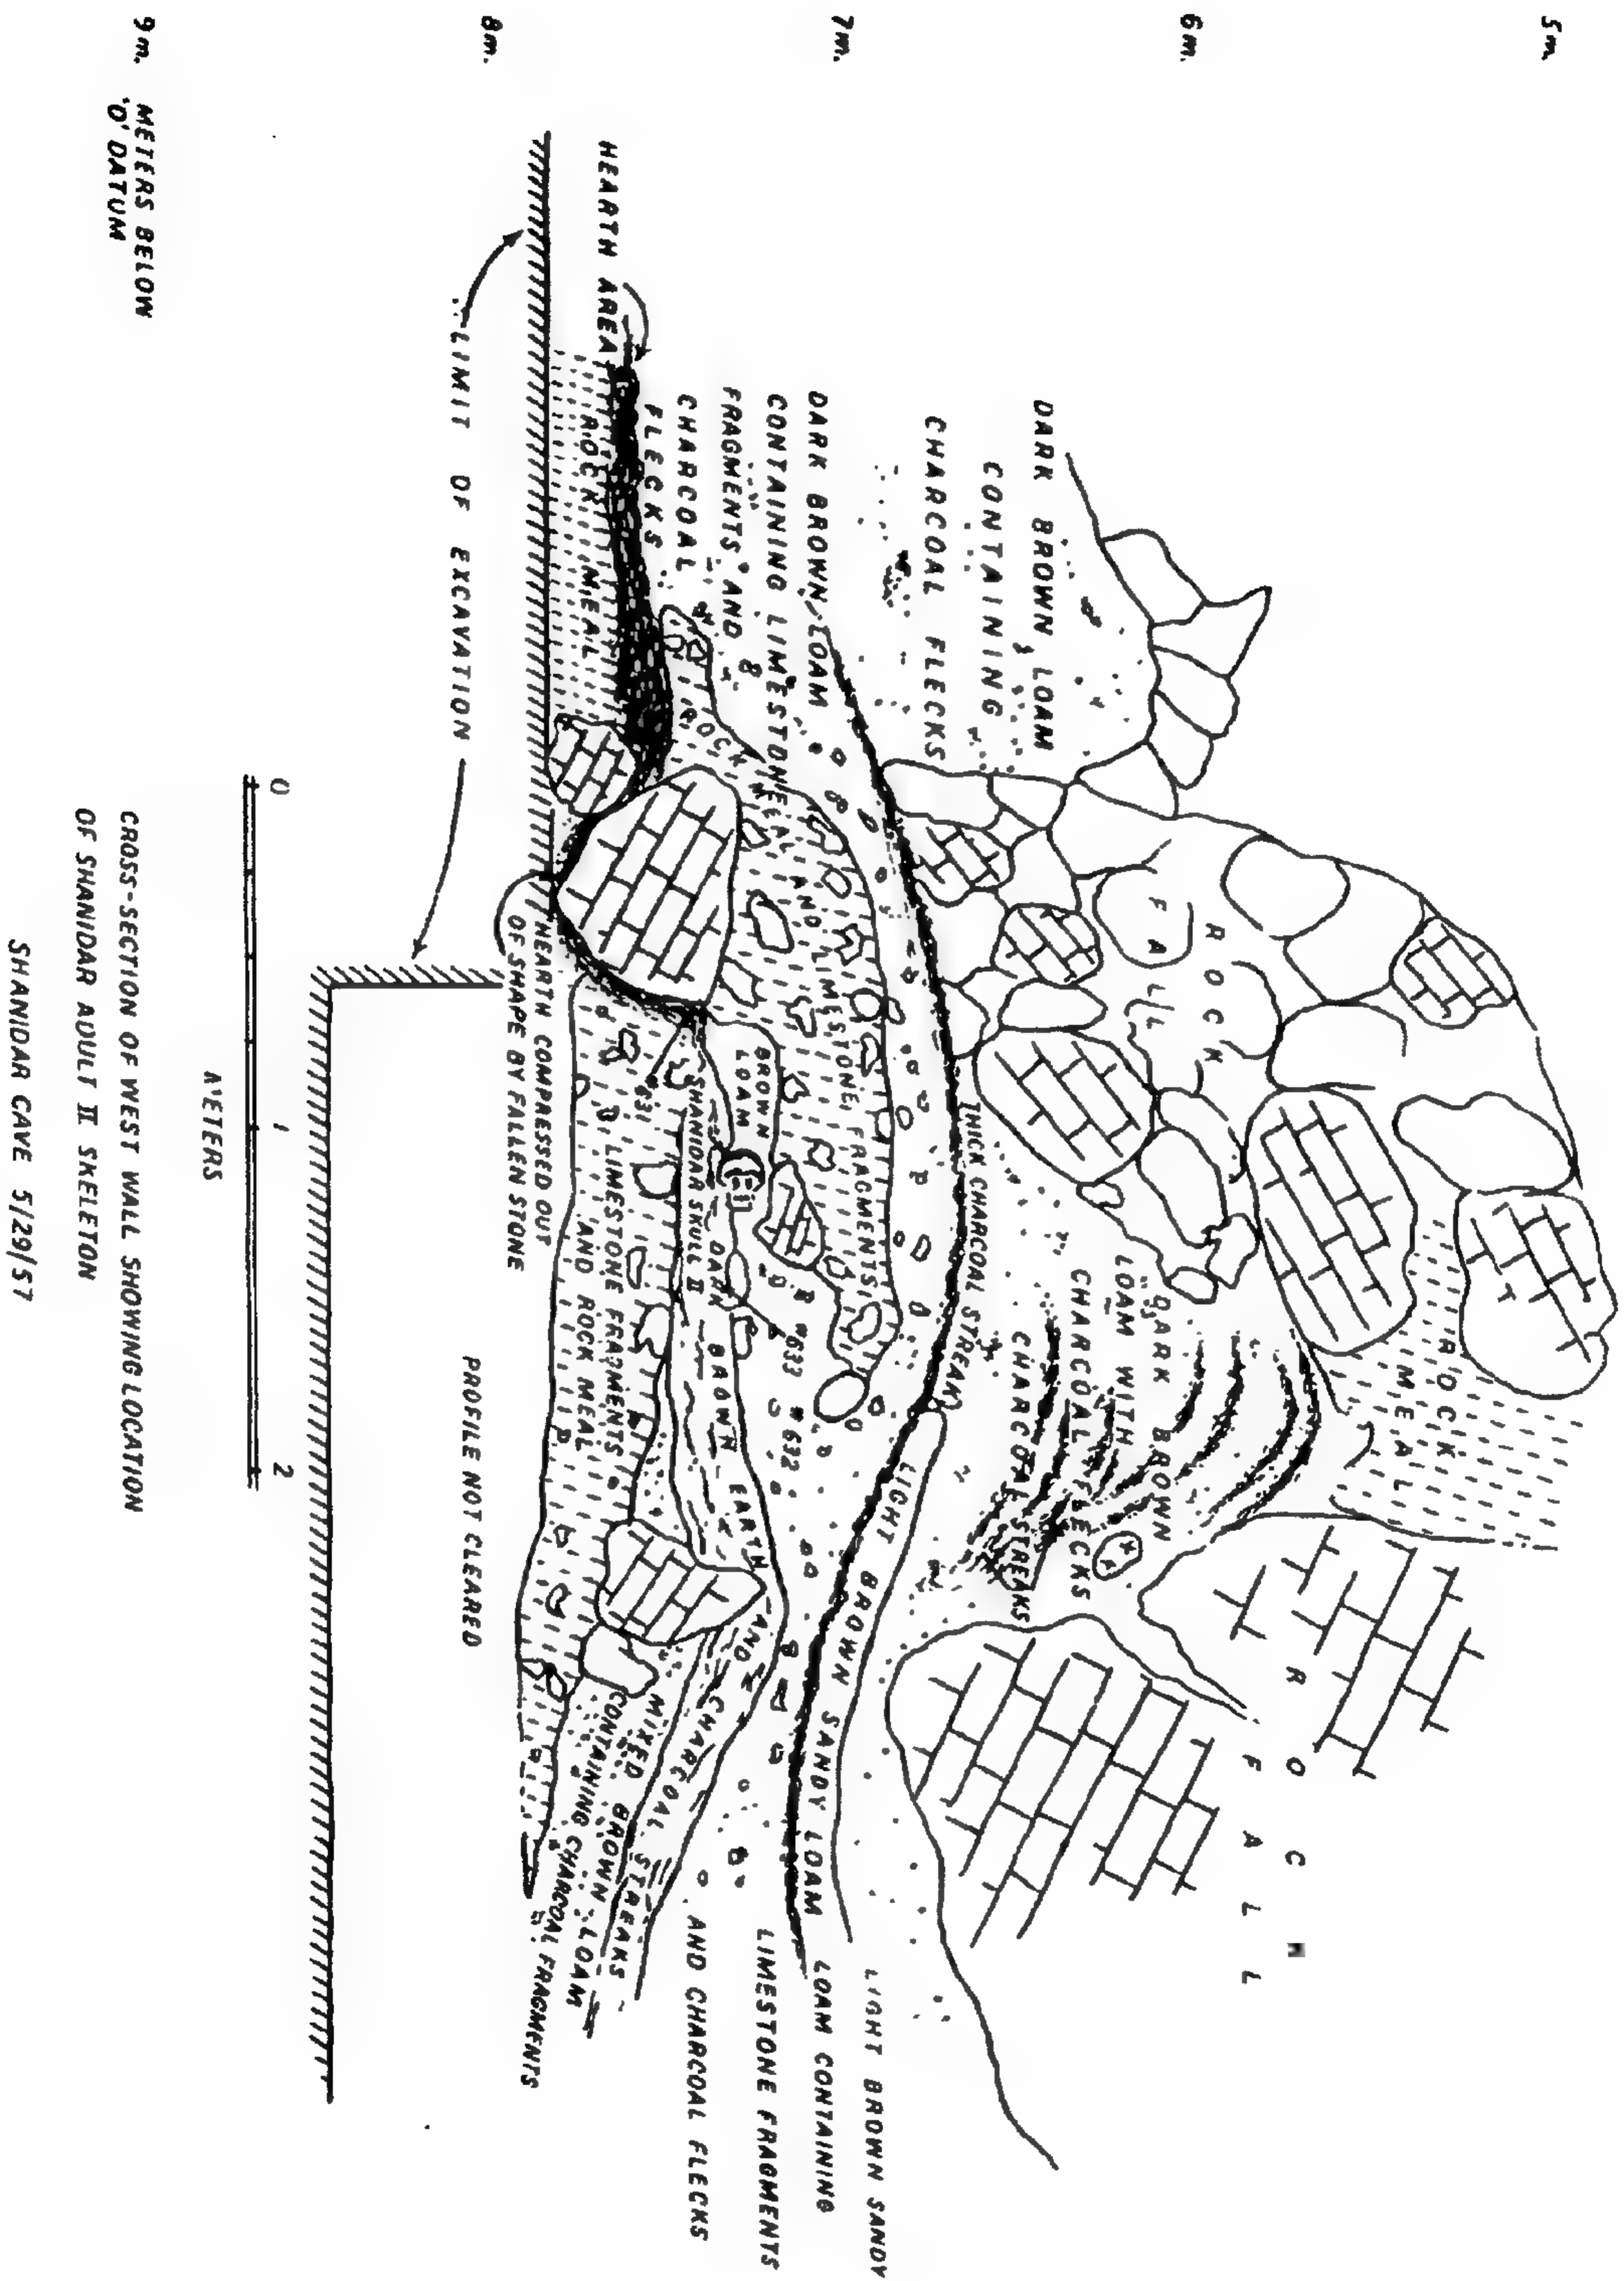 5m.
6m.
7m.
8m.
9m. METERS BELOW
'O' DATUM
ROCK
MEAL
ROCK
FALL
ROCK
FALL
DARK BROWN LOAM
CONTAINING
CHARCOAL FLECKS
DARK BROWN
LOAM WITH
CHARCOAL FLECKS
CHARCOAL STREAKS
THICK CHARCOAL STREAK
LIGHT BROWN SANDY LOAM
LIGHT BROWN SANDY
LOAM CONTAINING
LIMESTONE FRAGMENTS
AND CHARCOAL FLECKS
DARK BROWN LOAM
CONTAINING LIMESTONE
FRAGMENTS AND
CHARCOAL
FLECKS
ROCK MEAL AND LIMESTONE FRAGMENTS
HEARTH AREA
ROCK MEAL
BROWN
LOAM
#633 #632
631
SHANIDAR SKULL II
DARK BROWN EARTH AND CHARCOAL STREAKS
LIMESTONE FRAGMENTS
AND ROCK MEAL
MIXED BROWN LOAM
CONTAINING CHARCOAL FRAGMENTS
HEARTH COMPRESSED OUT
OF SHAPE BY FALLEN STONE
LIMIT OF EXCAVATION
PROFILE NOT CLEARED
0 1 2
METERS
CROSS-SECTION OF WEST WALL SHOWING LOCATION
OF SHANIDAR ADULT II SKELETON
SHANIDAR CAVE 5/29/57